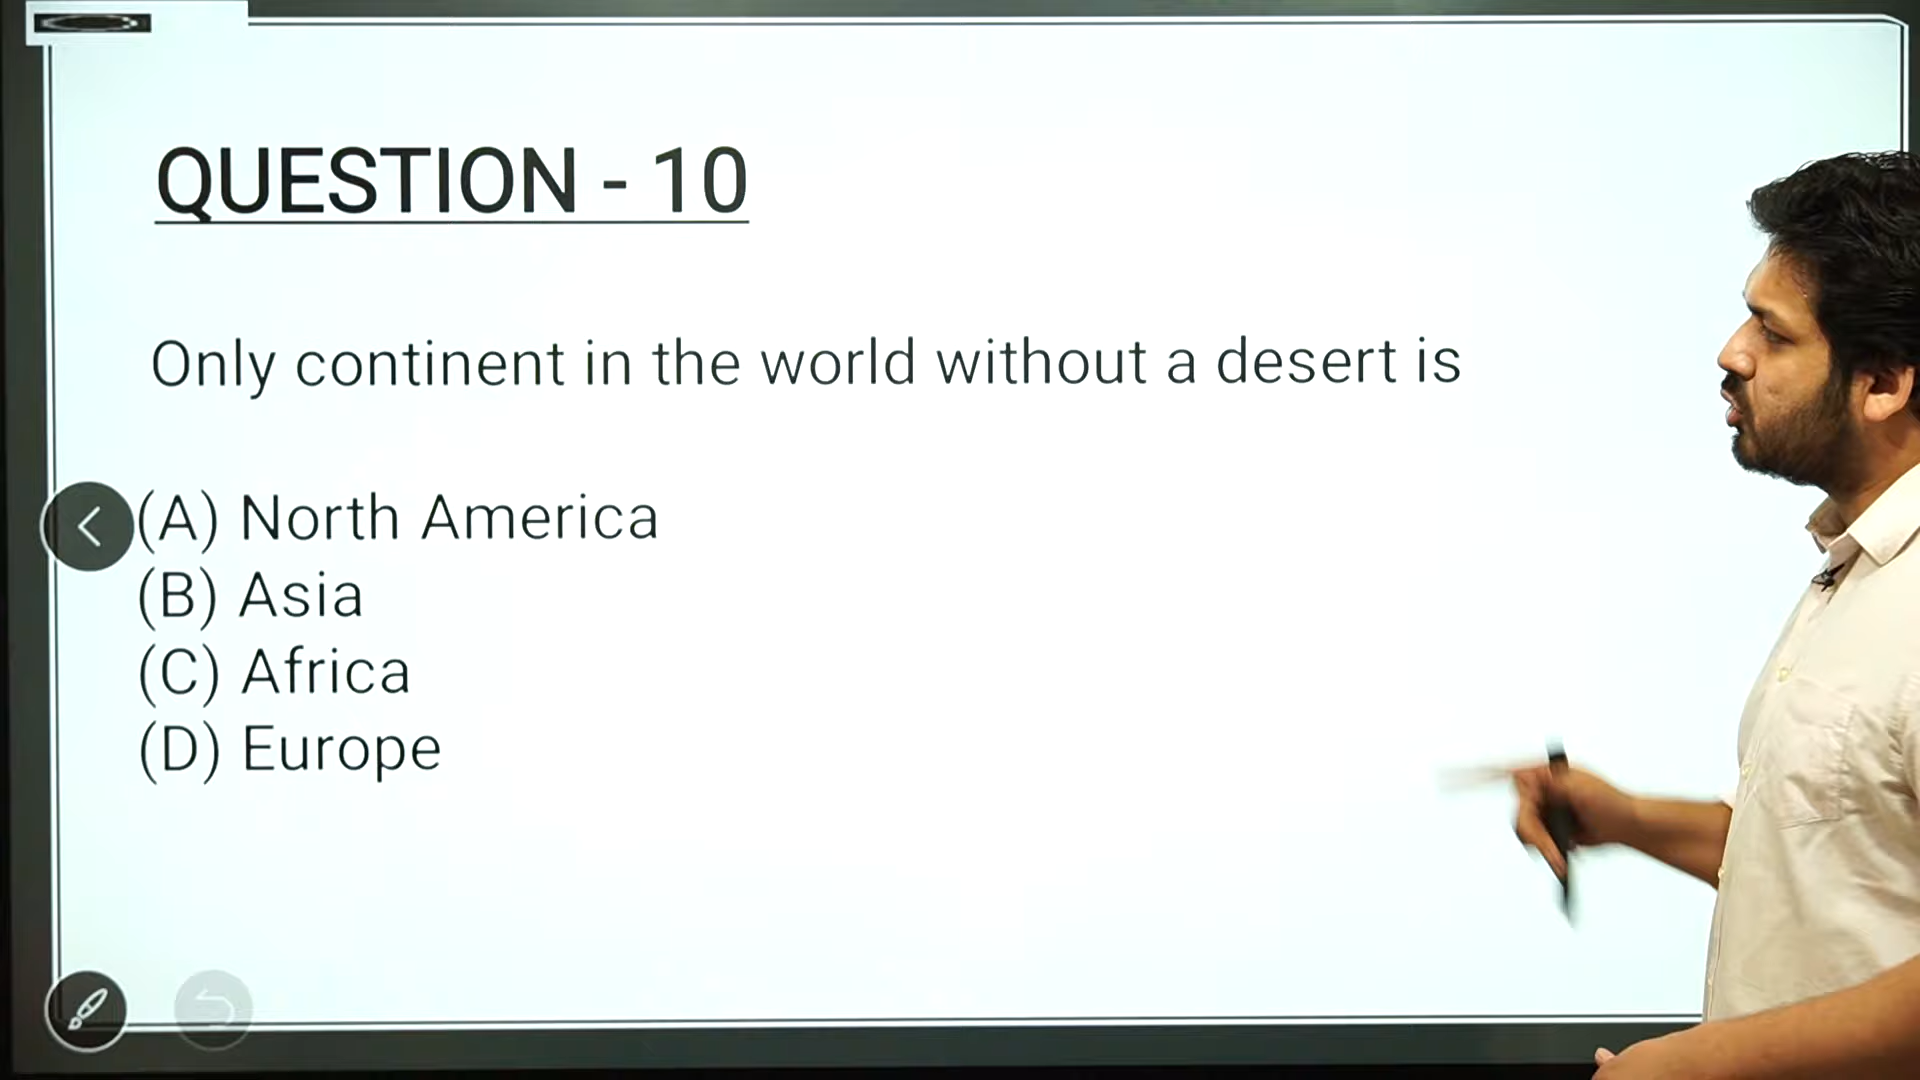 QUESTION - 10
Only continent in the world without a desert is
(A) North America
(B) Asia
(C) Africa
(D) Europe